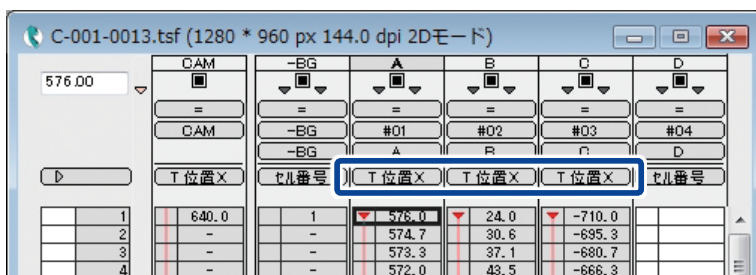 C-001-0013.tsf (1280 * 960 px 144.0 dpi 2Dモード)
CAM -BG A B C D
576.00
= = = = = =
CAM -BG #01 #02 #03 #04
-BG A B C D
T 位置X セル番号 T 位置X T 位置X T 位置X セル番号
1 640.0 1 576.0 24.0 -710.0
2 - - 574.7 30.6 -695.3
3 - - 573.3 37.1 -680.7
4 - - 572.0 43.5 -666.3